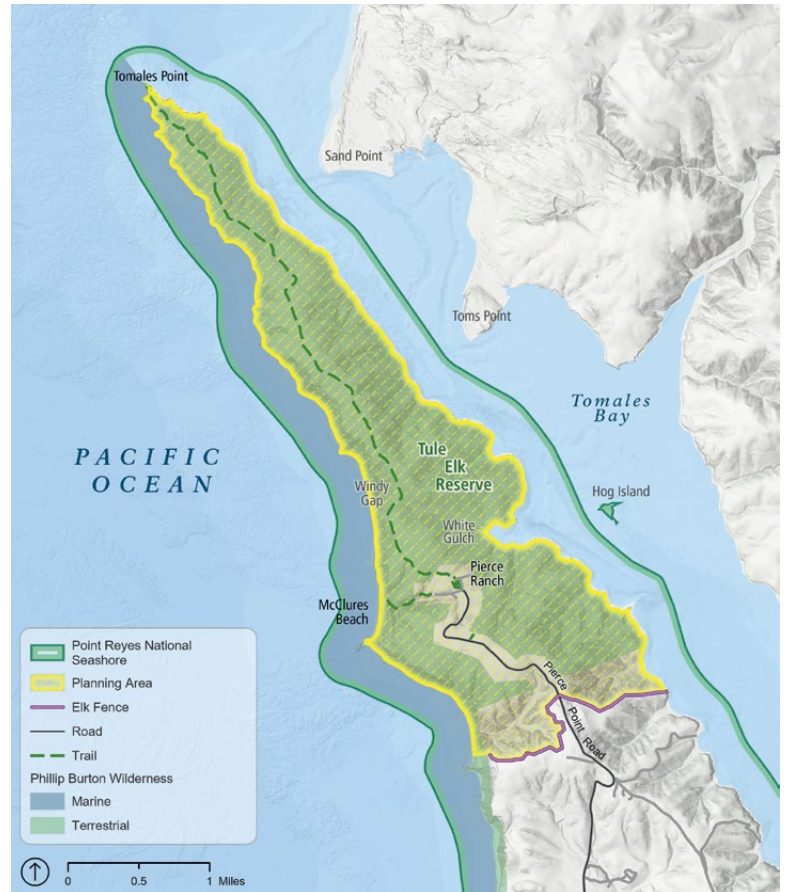 Tomales Point
Sand Point
Toms Point
Tomales
Bay
PACIFIC
OCEAN
Tule
Elk
Reserve
Windy
Gap
Hog Island
White
Gulch
Pierce
Ranch
McClures
Beach
Pierce
Point Road
Point Reyes National
Seashore
Planning Area
Elk Fence
Road
Trail
Phillip Burton Wilderness
Marine
Terrestrial
0 0.5 1 Miles